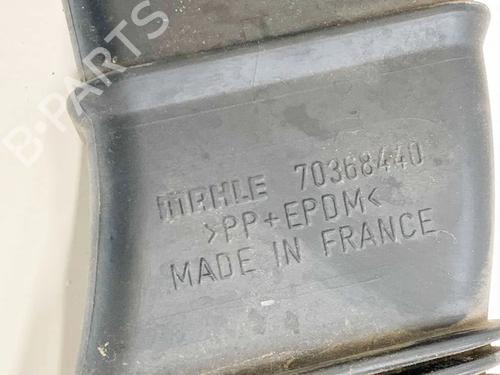 B-PARTS
MAHLE 70368440
>PP+EPDM<
MADE IN FRANCE